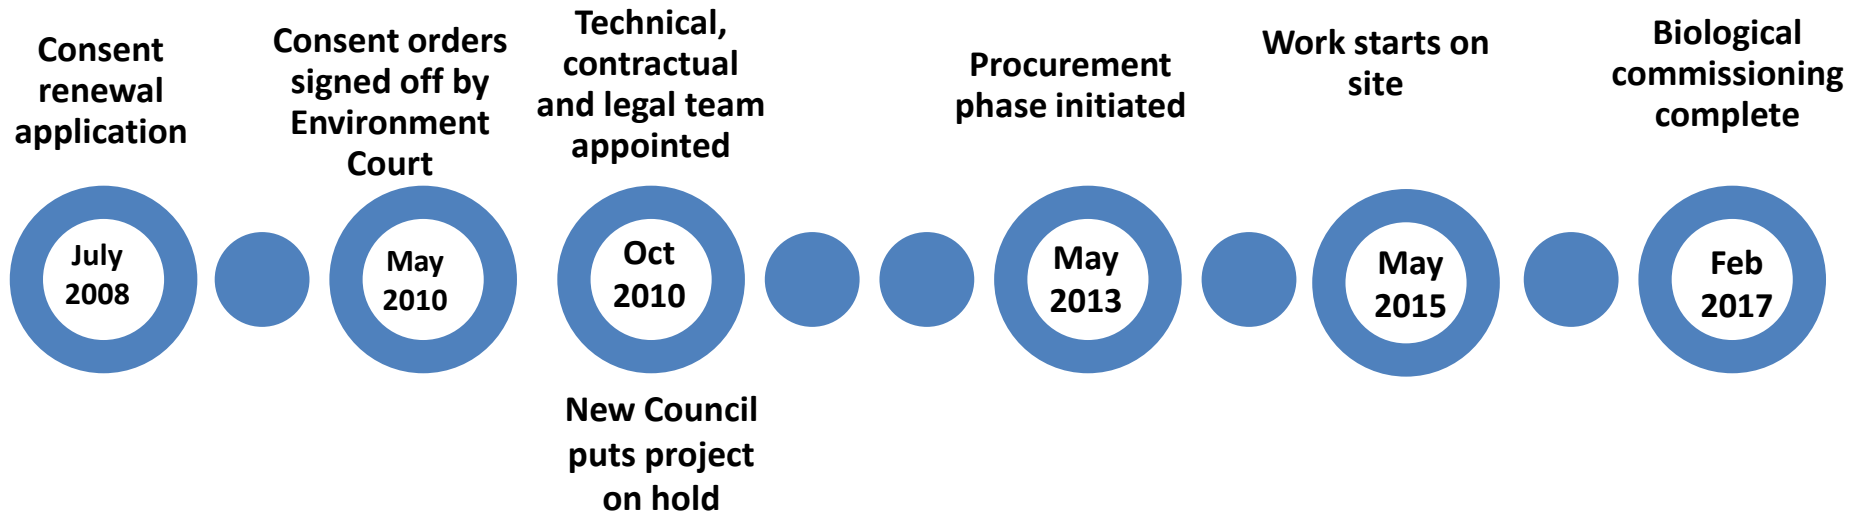 Consent
renewal
application
July
2008
Consent orders
signed off by
Environment
Court
May
2010
Technical,
contractual
and legal team
appointed
Oct
2010
New Council
puts project
on hold
Procurement
phase initiated
May
2013
Work starts on
site
May
2015
Biological
commissioning
complete
Feb
2017